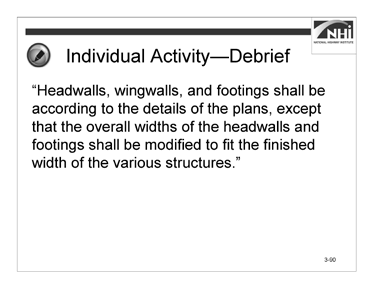 NHI
NATIONAL HIGHWAY INSTITUTE
Individual Activity—Debrief
“Headwalls, wingwalls, and footings shall be
according to the details of the plans, except
that the overall widths of the headwalls and
footings shall be modified to fit the finished
width of the various structures.”
3-90